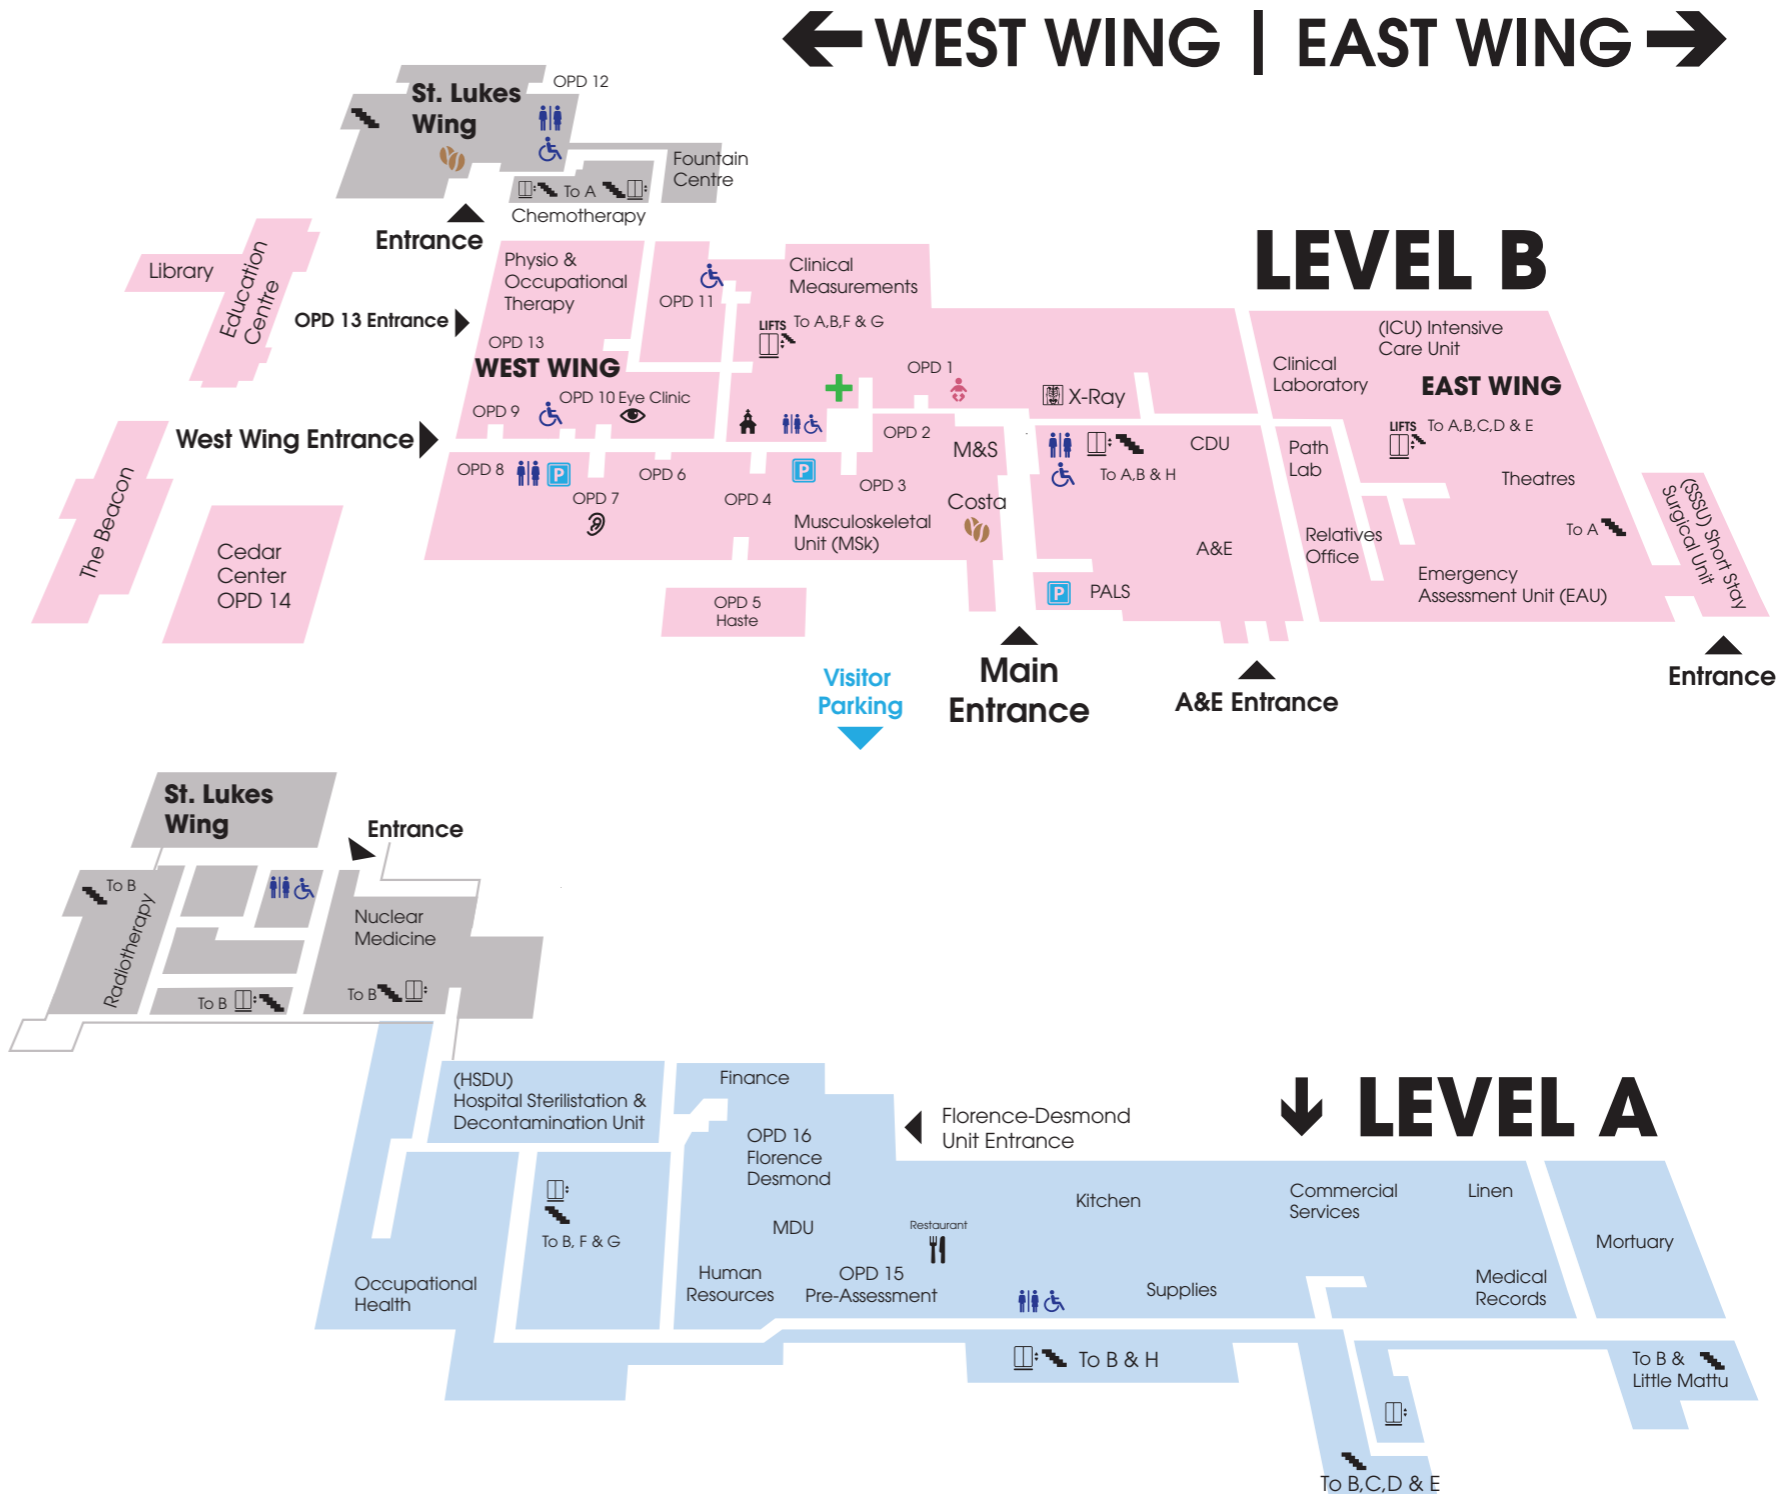 WEST WING | EAST WING
St. Lukes
Wing
OPD 12
Fountain
Centre
To A
Chemotherapy
Entrance
LEVEL B
Library
Education
Centre
Physio &
Occupational
Therapy
OPD 11
Clinical
Measurements
OPD 13 Entrance
LIFTS
To A,B,F & G
OPD 13
WEST WING
OPD 1
X-Ray
(ICU) Intensive
Care Unit
Clinical
Laboratory
EAST WING
OPD 9
OPD 10 Eye Clinic
West Wing Entrance
OPD 2
M&S
CDU
To A,B & H
Path
Lab
LIFTS
To A,B,C,D & E
Theatres
OPD 8
P
OPD 7
OPD 6
OPD 4
P
OPD 3
Costa
Musculoskeletal
Unit (MSk)
The Beacon
Cedar
Center
OPD 14
A&E
Relatives
Office
To A
(SSSU) Short Stay
Surgical Unit
Emergency
Assessment Unit (EAU)
OPD 5
Haste
P
PALS
Visitor
Parking
Main
Entrance
A&E Entrance
Entrance
St. Lukes
Wing
Entrance
To B
Radiotherapy
Nuclear
Medicine
To B
To B
(HSDU)
Hospital Sterilistation &
Decontamination Unit
Finance
LEVEL A
Florence-Desmond
Unit Entrance
OPD 16
Florence
Desmond
To B, F & G
MDU
Restaurant
Kitchen
Commercial
Services
Linen
Mortuary
Occupational
Health
Human
Resources
OPD 15
Pre-Assessment
Supplies
Medical
Records
To B & H
To B &
Little Mattu
To B,C,D & E